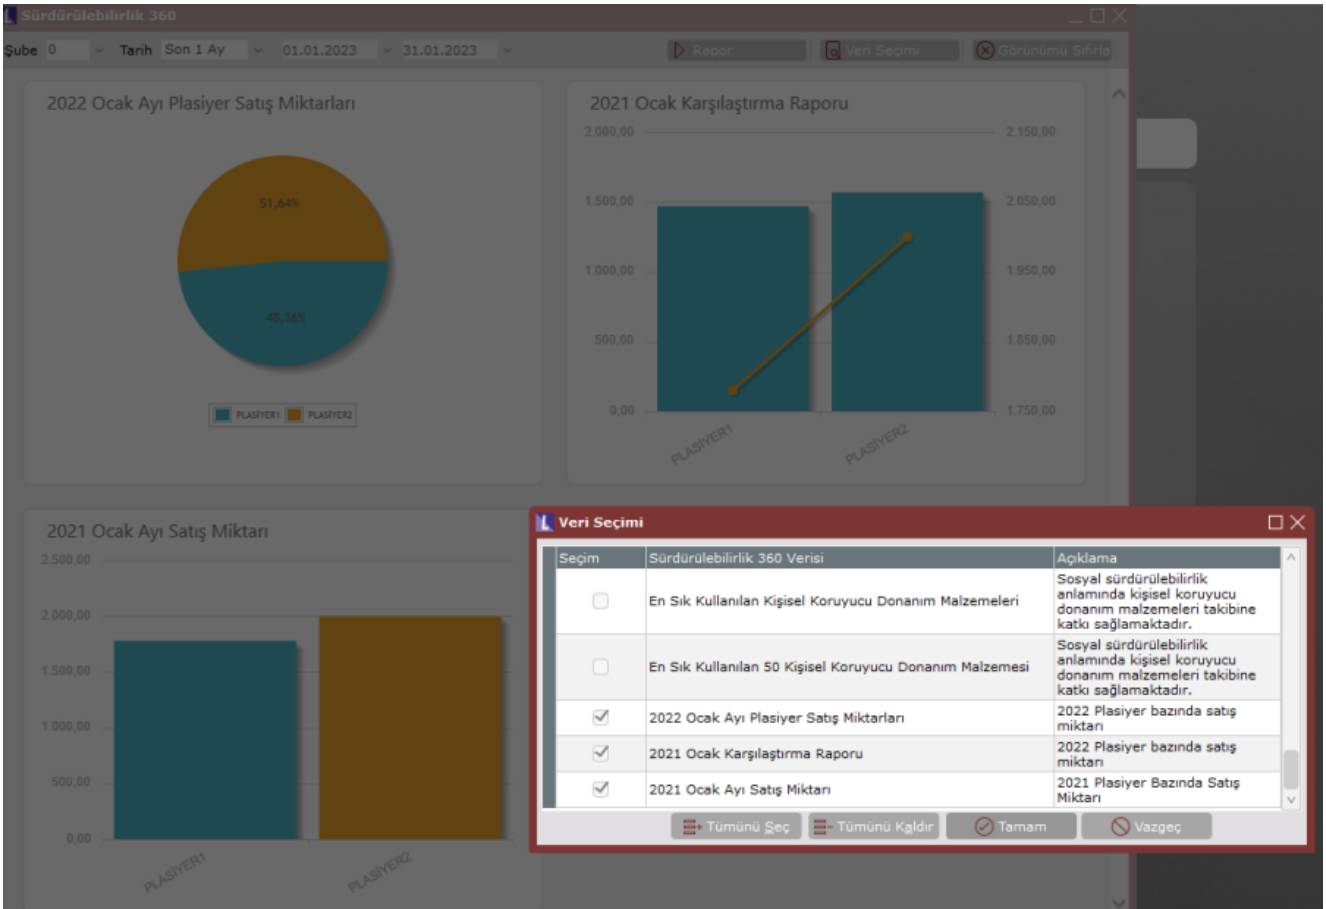 Sürdürülebilirlik 360
Şube 0 Tarih Son 1 Ay 01.01.2023 31.01.2023 Rapor Veri Seçimi Görünümü Sıfırla
2022 Ocak Ayı Plasiyer Satış Miktarları
51,64%
48,36%
PLASİYER1 PLASİYER2
2021 Ocak Karşılaştırma Raporu
2.000,00 2.150,00
1.500,00 2.050,00
1.000,00 1.950,00
500,00 1.850,00
0,00 1.750,00
PLASİYER1 PLASİYER2
2021 Ocak Ayı Satış Miktarı
2.500,00
2.000,00
1.500,00
1.000,00
500,00
0,00
PLASİYER1 PLASİYER2
Veri Seçimi
Seçim Sürdürülebilirlik 360 Verisi Açıklama
En Sık Kullanılan Kişisel Koruyucu Donanım Malzemeleri
Sosyal sürdürülebilirlik
anlamında kişisel koruyucu
donanım malzemeleri takibine
katkı sağlamaktadır.
En Sık Kullanılan 50 Kişisel Koruyucu Donanım Malzemesi
Sosyal sürdürülebilirlik
anlamında kişisel koruyucu
donanım malzemeleri takibine
katkı sağlamaktadır.
2022 Ocak Ayı Plasiyer Satış Miktarları
2022 Plasiyer bazında satış
miktarı
2021 Ocak Karşılaştırma Raporu
2022 Plasiyer bazında satış
miktarı
2021 Ocak Ayı Satış Miktarı
2021 Plasiyer Bazında Satış
Miktarı
Tümünü Seç Tümünü Kaldır Tamam Vazgeç